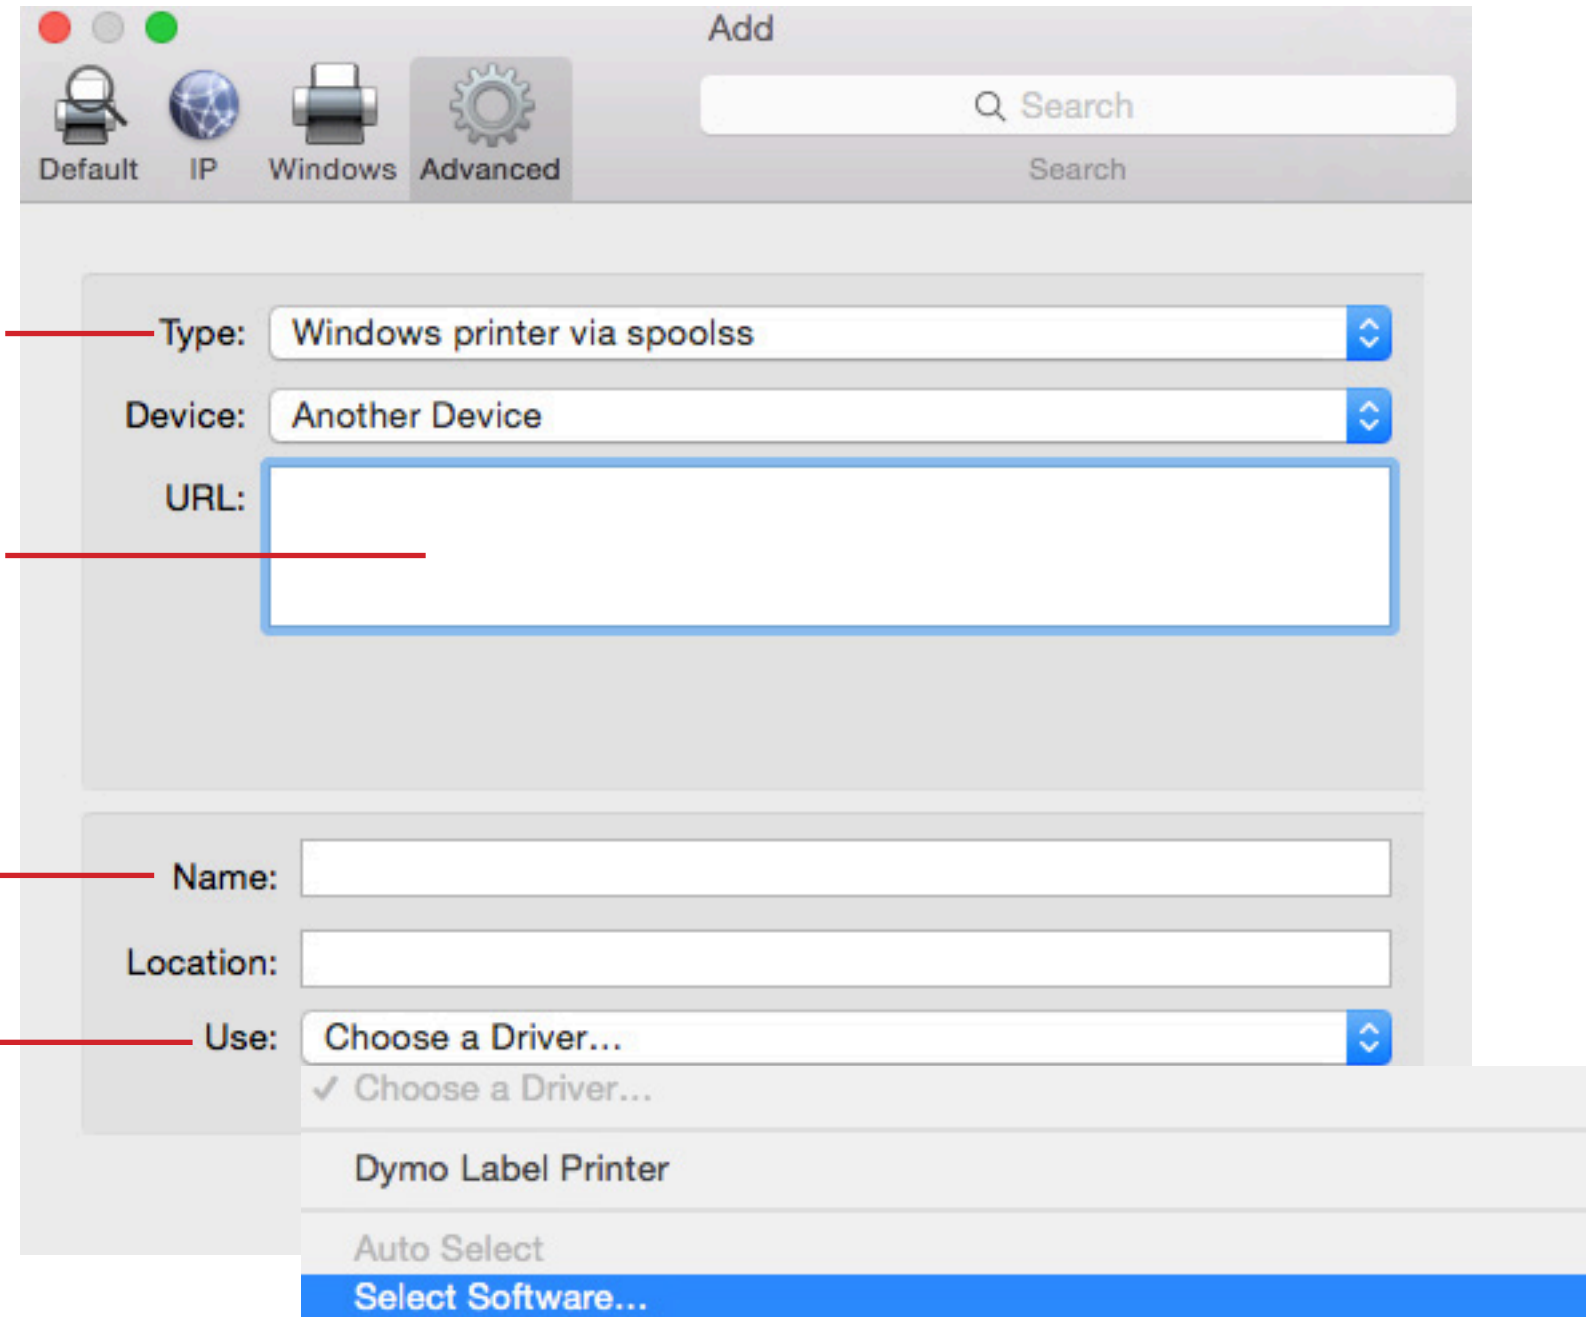 Add
Search
Default IP Windows Advanced Search
Type: Windows printer via spoolss
Device: Another Device
URL:
Name:
Location:
Use: Choose a Driver...
✓ Choose a Driver...
Dymo Label Printer
Auto Select
Select Software...